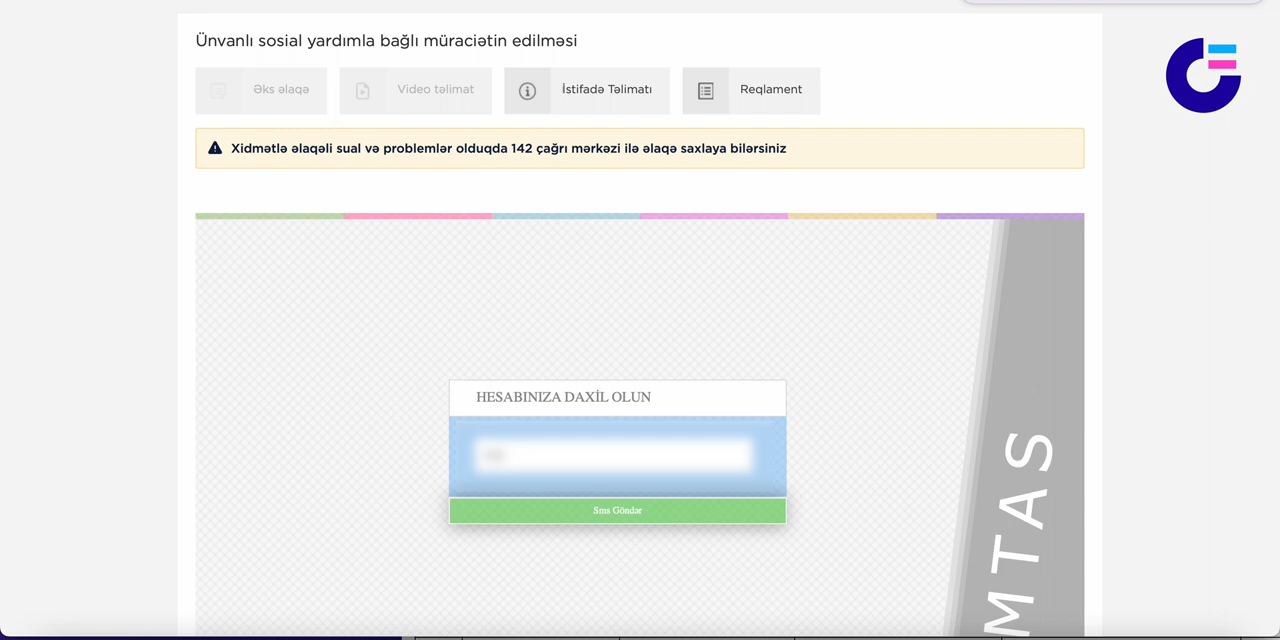 Ünvanlı sosial yardımla bağlı müraciətin edilməsi
Əks əlaqə
Video təlimat
İstifadə Təlimatı
Reqlament
Xidmətlə əlaqəli sual və problemlər olduqda 142 çağrı mərkəzi ilə əlaqə saxlaya bilərsiniz
HESABINIZA DAXİL OLUN
Sms Göndər
MTAS